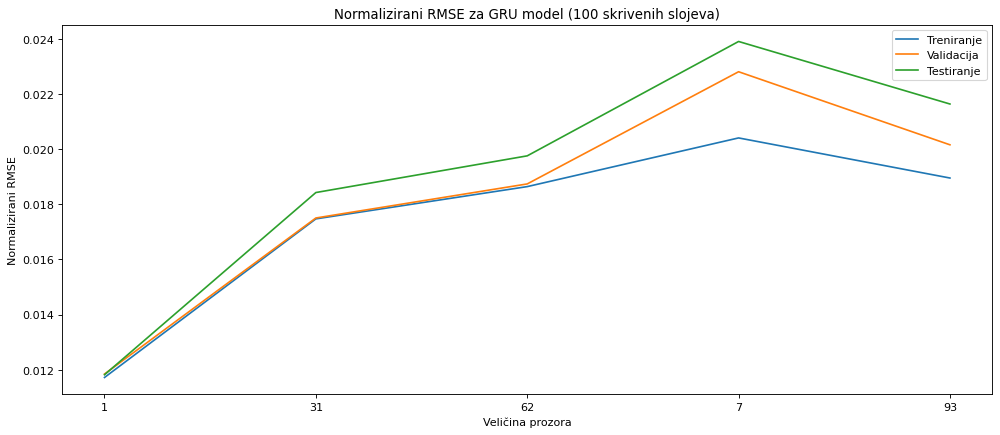 Normalizirani RMSE za GRU model (100 skrivenih slojeva)
Treniranje
Validacija
Testiranje
Normalizirani RMSE
0.024
0.022
0.020
0.018
0.016
0.014
0.012
1 31 62 7 93
Veličina prozora